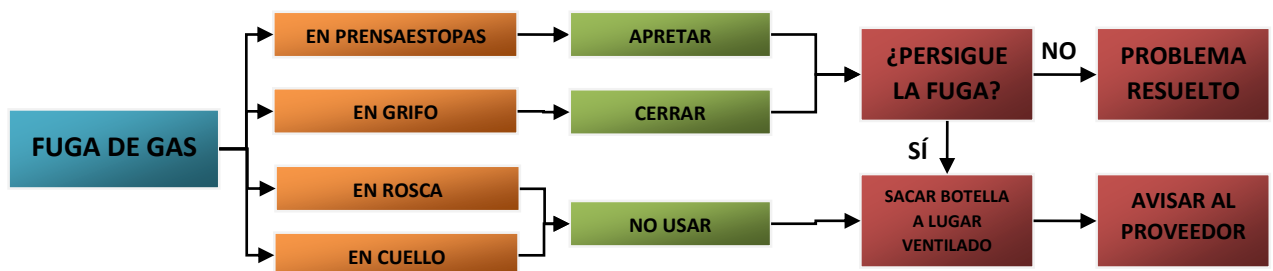 FUGA DE GAS
EN PRENSAESTOPAS
EN GRIFO
EN ROSCA
EN CUELLO
APRETAR
CERRAR
NO USAR
¿PERSIGUE
LA FUGA?
NO
PROBLEMA
RESUELTO
SÍ
SACAR BOTELLA
A LUGAR
VENTILADO
AVISAR AL
PROVEEDOR